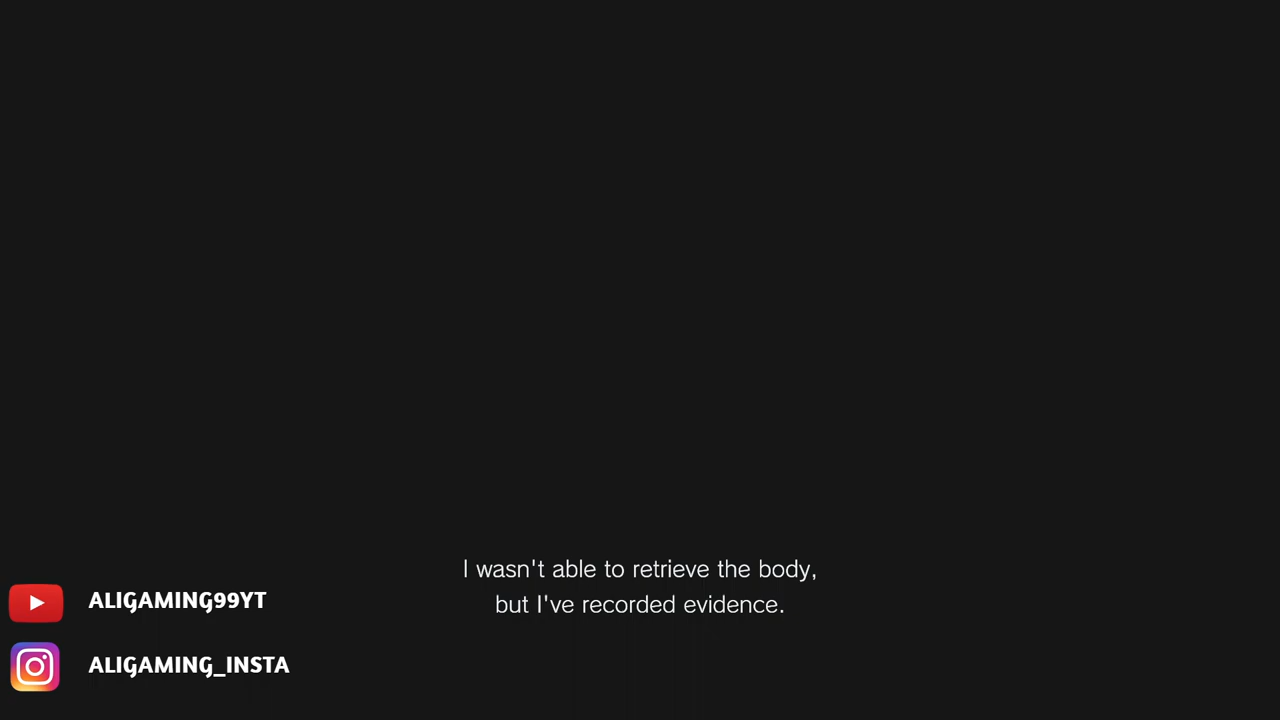 I wasn't able to retrieve the body,
but I've recorded evidence.
ALIGAMING99YT
ALIGAMING_INSTA